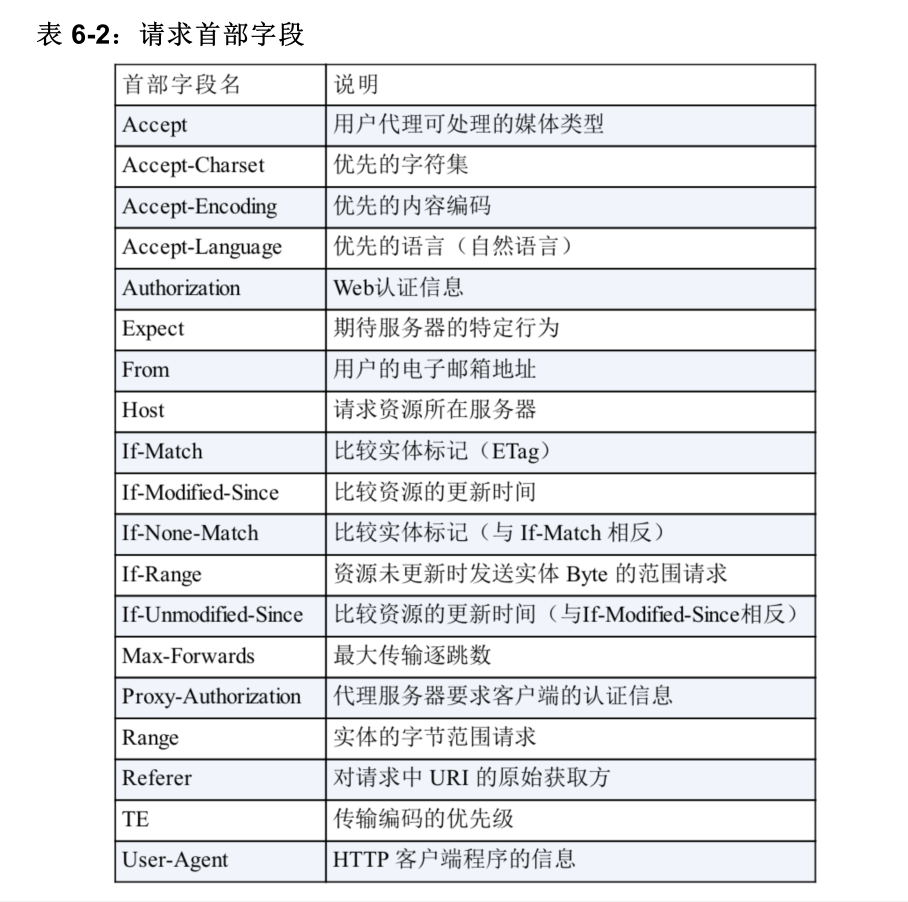 表 6-2：请求首部字段
首部字段名 说明
Accept 用户代理可处理的媒体类型
Accept-Charset 优先的字符集
Accept-Encoding 优先的内容编码
Accept-Language 优先的语言（自然语言）
Authorization Web认证信息
Expect 期待服务器的特定行为
From 用户的电子邮箱地址
Host 请求资源所在服务器
If-Match 比较实体标记（ETag）
If-Modified-Since 比较资源的更新时间
If-None-Match 比较实体标记（与 If-Match 相反）
If-Range 资源未更新时发送实体 Byte 的范围请求
If-Unmodified-Since 比较资源的更新时间（与If-Modified-Since相反）
Max-Forwards 最大传输逐跳数
Proxy-Authorization 代理服务器要求客户端的认证信息
Range 实体的字节范围请求
Referer 对请求中 URI 的原始获取方
TE 传输编码的优先级
User-Agent HTTP 客户端程序的信息